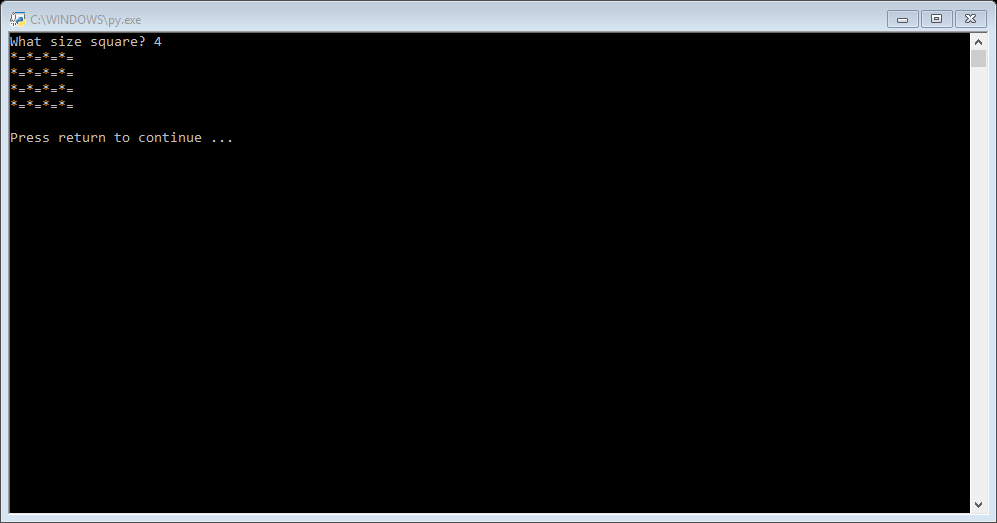 C:\WINDOWS\py.exe
What size square? 4
*=*=*=*=
*=*=*=*=
*=*=*=*=
*=*=*=*=
Press return to continue ...